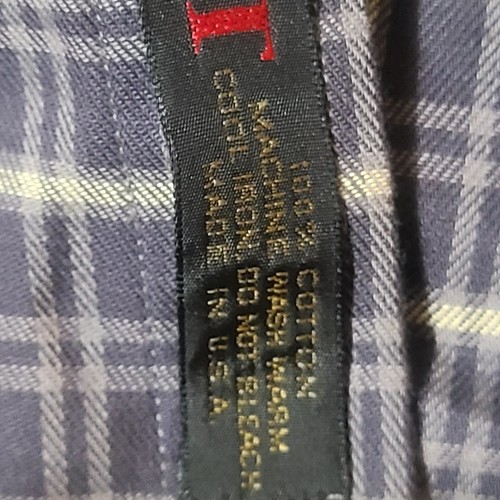 100% COTTON
MACHINE WASH WARM
COOL IRON DO NOT BLEACH
MADE IN U.S.A.